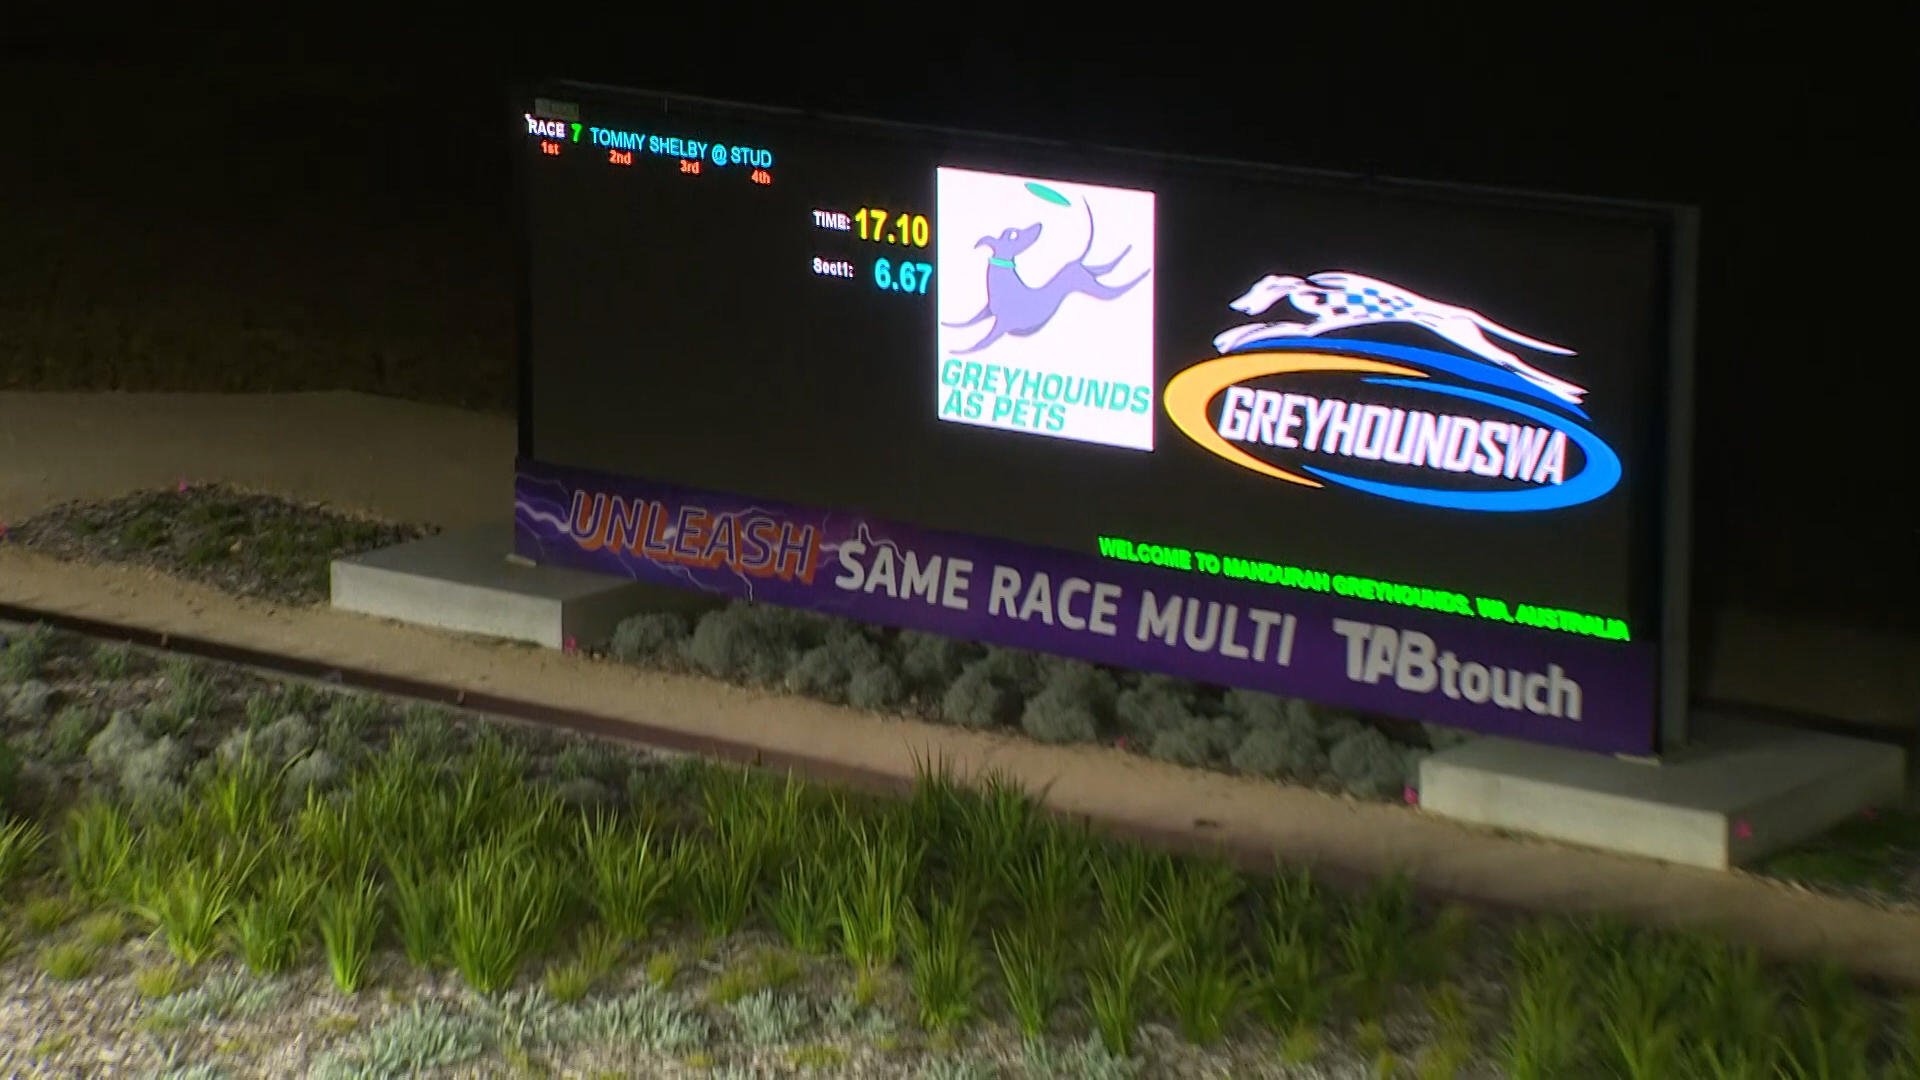 RACE 7 TOMMY SHELBY @ STUD
1st 2nd 3rd 4th
TIME: 17.10
Sect1: 6.67
GREYHOUNDS
AS PETS
GREYHOUNDSWA
WELCOME TO MANDURAH GREYHOUNDS, WA, AUSTRALIA
UNLEASH SAME RACE MULTI TABtouch